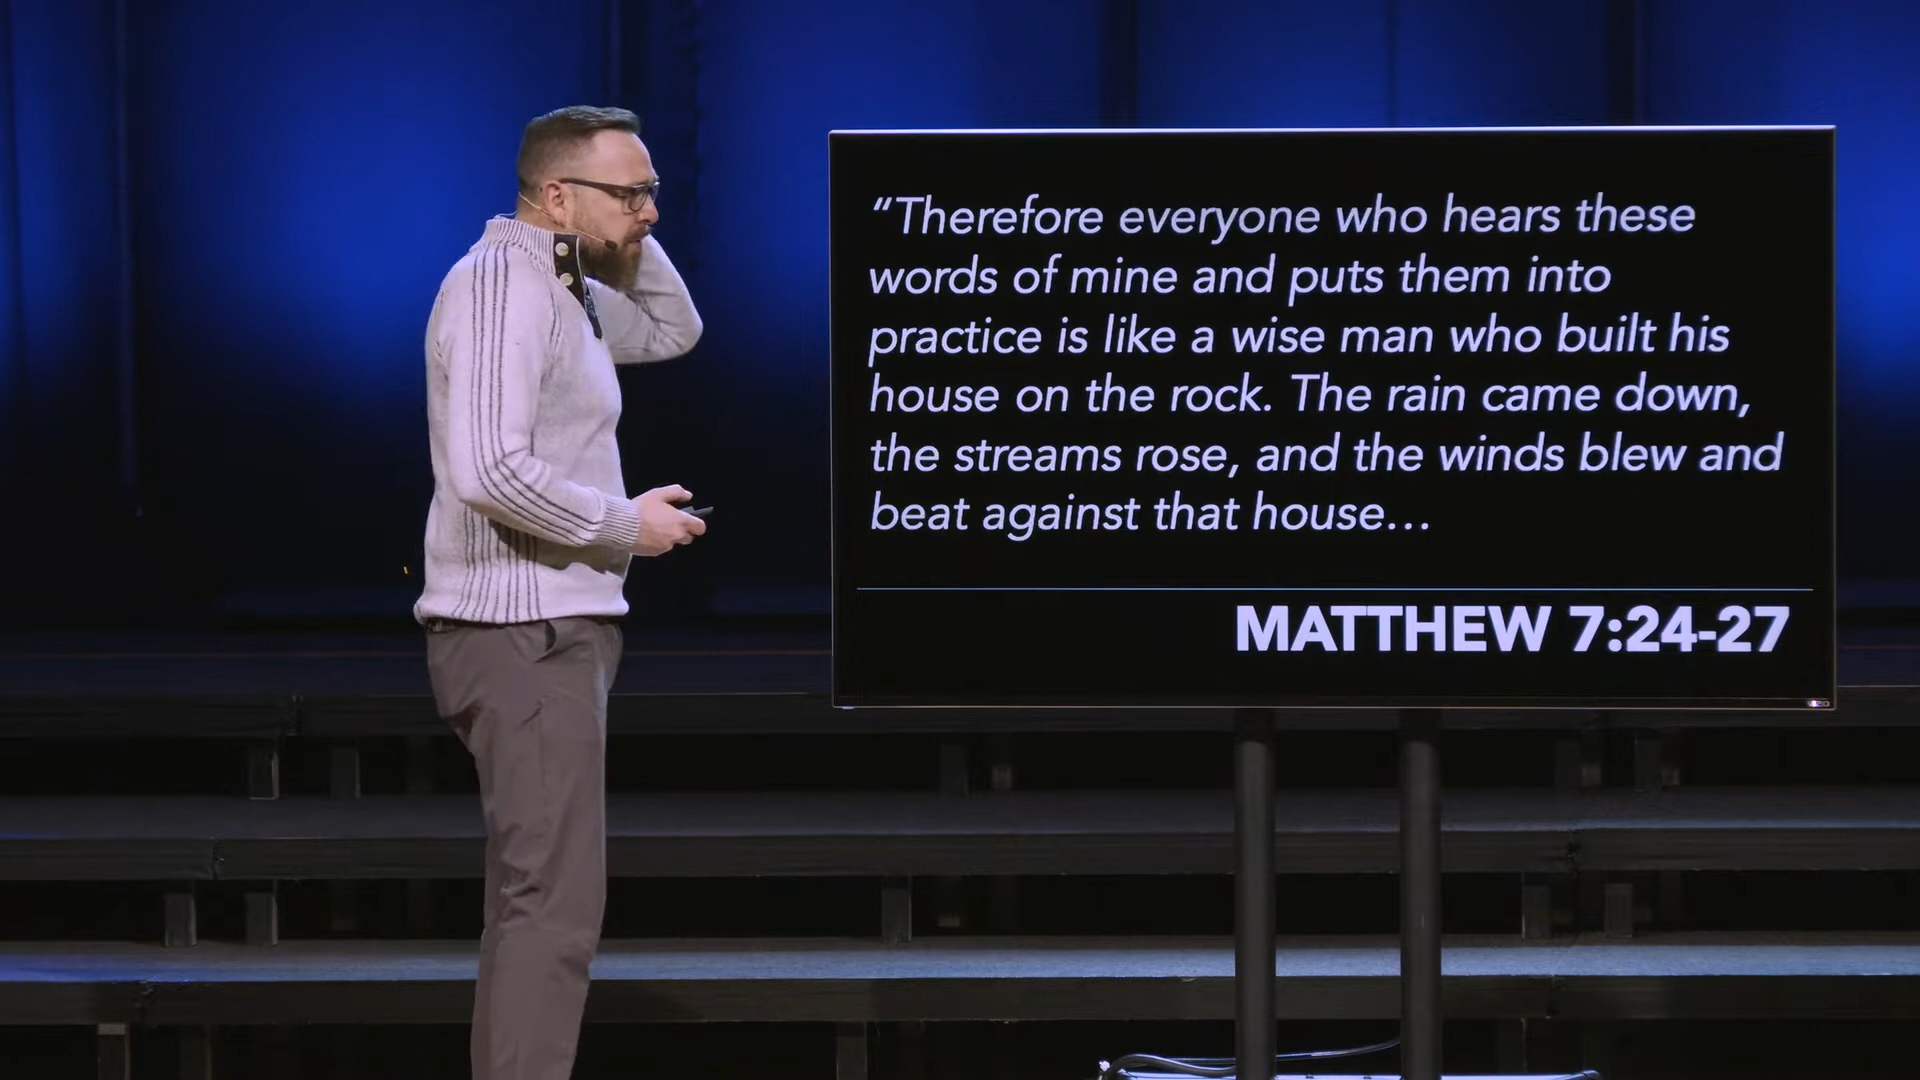 “Therefore everyone who hears these
words of mine and puts them into
practice is like a wise man who built his
house on the rock. The rain came down,
the streams rose, and the winds blew and
beat against that house…
MATTHEW 7:24-27
VIZIO